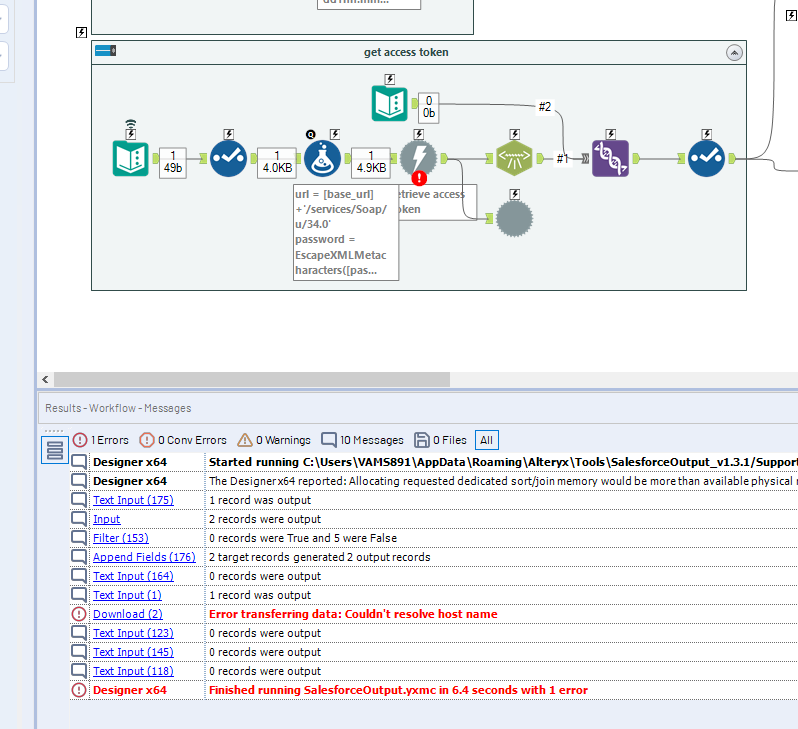 get access token
0
0b
#2
1
49b
1
4.0KB
1
4.9KB
#1
url = [base_url]
+'/services/Soap/
u/34.0'
password =
EscapeXMLMetac
haracters([pas...
etrieve access
oken
Results - Workflow - Messages
1 Errors 0 Conv Errors 0 Warnings 10 Messages 0 Files All
Designer x64 Started running C:\Users\VAMS891\AppData\Roaming\Alteryx\Tools\SalesforceOutput_v1.3.1/Support
Designer x64 The Designer x64 reported: Allocating requested dedicated sort/join memory would be more than available physical
Text Input (175) 1 record was output
Input 2 records were output
Filter (153) 0 records were True and 5 were False
Append Fields (176) 2 target records generated 2 output records
Text Input (164) 0 records were output
Text Input (1) 1 record was output
Download (2) Error transferring data: Couldn't resolve host name
Text Input (123) 0 records were output
Text Input (145) 0 records were output
Text Input (118) 0 records were output
Designer x64 Finished running SalesforceOutput.yxmc in 6.4 seconds with 1 error